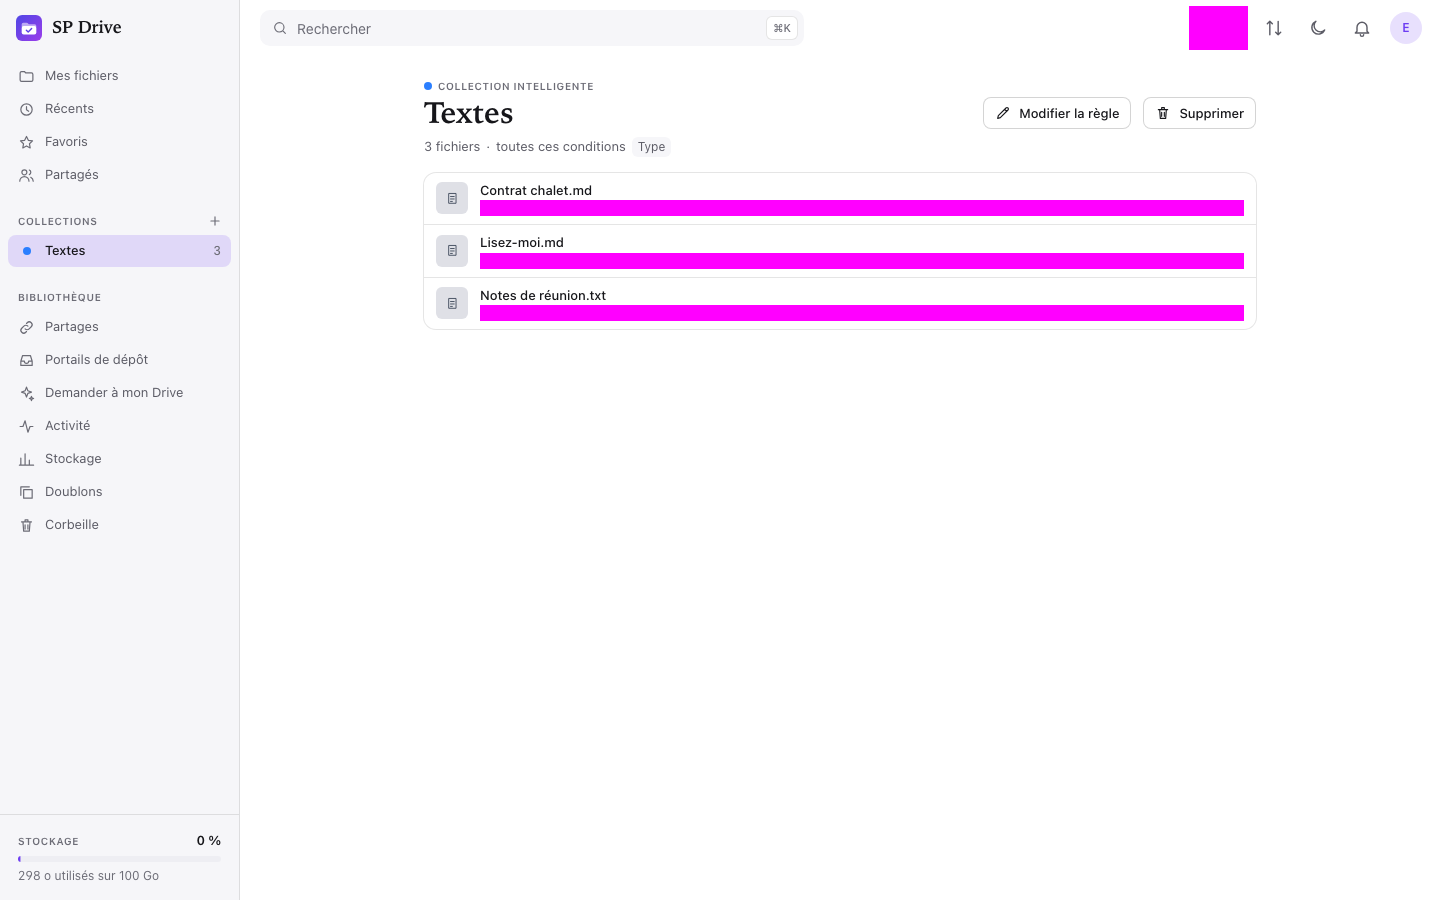 SP Drive
Rechercher
⌘K
E
Mes fichiers
Récents
Favoris
Partagés
COLLECTIONS
Textes
3
BIBLIOTHÈQUE
Partages
Portails de dépôt
Demander à mon Drive
Activité
Stockage
Doublons
Corbeille
STOCKAGE
0 %
298 o utilisés sur 100 Go
COLLECTION INTELLIGENTE
Textes
Modifier la règle
Supprimer
3 fichiers · toutes ces conditions Type
Contrat chalet.md
Lisez-moi.md
Notes de réunion.txt